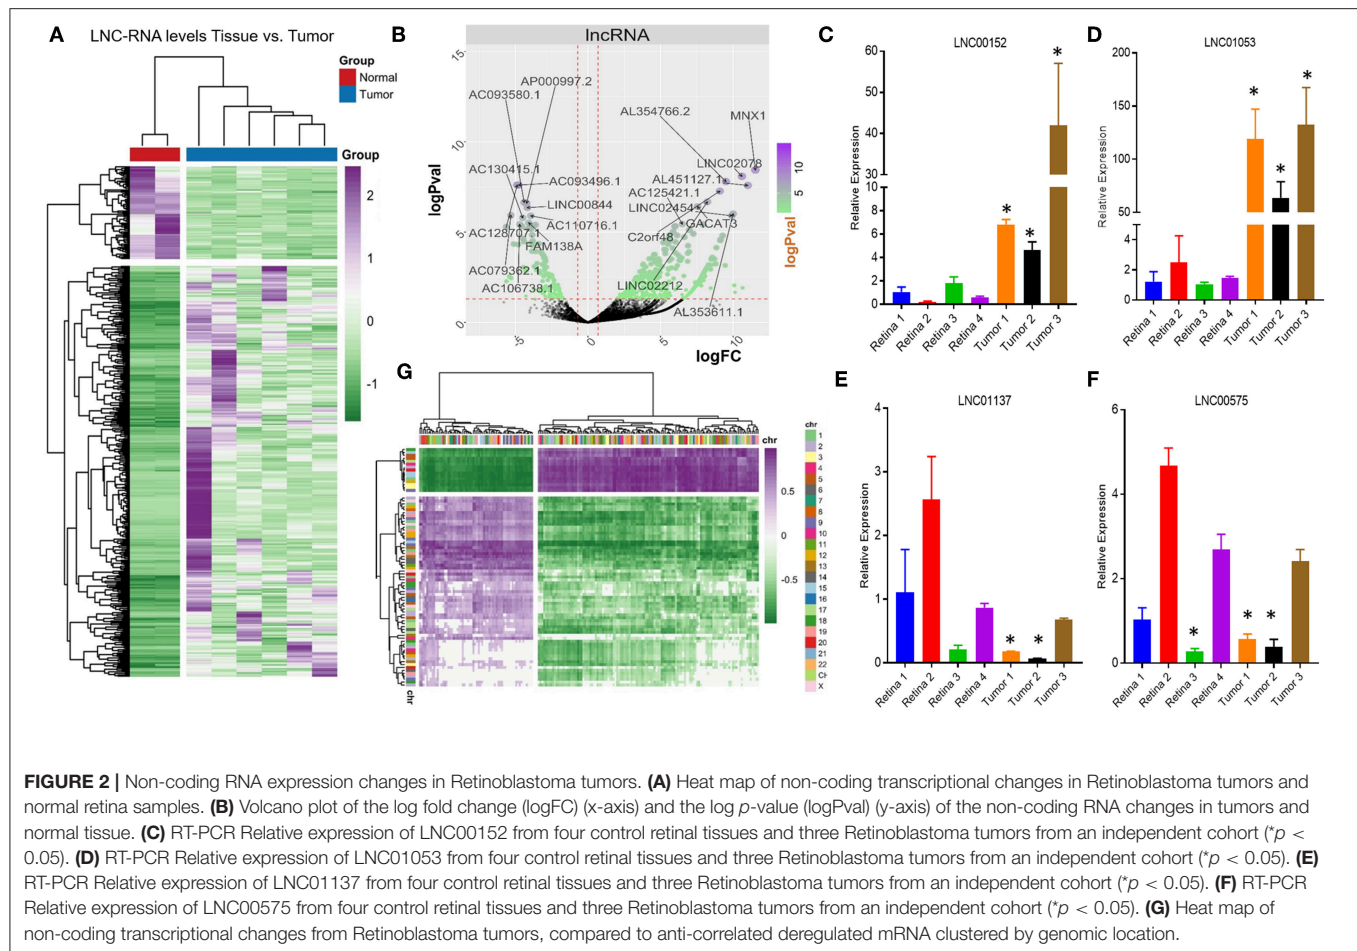 A
LNC-RNA levels Tissue vs. Tumor
Group
Normal
Tumor
Group
2
1
0
-1
B
lncRNA
15
10
5
0
logPval
AP000997.2
AC093580.1
AL354766.2
MNX1
AC130415.1
AC093496.1
LINC02078
AL451127.1
AC125421.1
LINC00844
LINC02454
AC110716.1
GACAT3
AC128707.1
C2orf48
FAM138A
AC079362.1
AC106738.1
LINC02212
AL353611.1
-5
0
5
10
logFC
10
5
logPval
C
LNC00152
Relative Expression
60
50
40
30
10
8
6
4
2
0
*
*
*
Retina 1
Retina 2
Retina 3
Retina 4
Tumor 1
Tumor 2
Tumor 3
D
LNC01053
Relative Expression
200
150
100
50
4
2
0
*
*
*
Retina 1
Retina 2
Retina 3
Retina 4
Tumor 1
Tumor 2
Tumor 3
G
chr
0.5
0
-0.5
chr
chr
1
2
3
4
5
6
7
8
9
10
11
12
13
14
15
16
17
18
19
20
21
22
CH
X
E
LNC01137
Relative Expression
4
3
2
1
0
*
*
Retina 1
Retina 2
Retina 3
Retina 4
Tumor 1
Tumor 2
Tumor 3
F
LNC00575
Relative Expression
6
4
2
0
*
*
*
Retina 1
Retina 2
Retina 3
Retina 4
Tumor 1
Tumor 2
Tumor 3
FIGURE 2 | Non-coding RNA expression changes in Retinoblastoma tumors. (A) Heat map of non-coding transcriptional changes in Retinoblastoma tumors and
normal retina samples. (B) Volcano plot of the log fold change (logFC) (x-axis) and the log p-value (logPval) (y-axis) of the non-coding RNA changes in tumors and
normal tissue. (C) RT-PCR Relative expression of LNC00152 from four control retinal tissues and three Retinoblastoma tumors from an independent cohort (*p <
0.05). (D) RT-PCR Relative expression of LNC01053 from four control retinal tissues and three Retinoblastoma tumors from an independent cohort (*p < 0.05). (E)
RT-PCR Relative expression of LNC01137 from four control retinal tissues and three Retinoblastoma tumors from an independent cohort (*p < 0.05). (F) RT-PCR
Relative expression of LNC00575 from four control retinal tissues and three Retinoblastoma tumors from an independent cohort (*p < 0.05). (G) Heat map of
non-coding transcriptional changes from Retinoblastoma tumors, compared to anti-correlated deregulated mRNA clustered by genomic location.